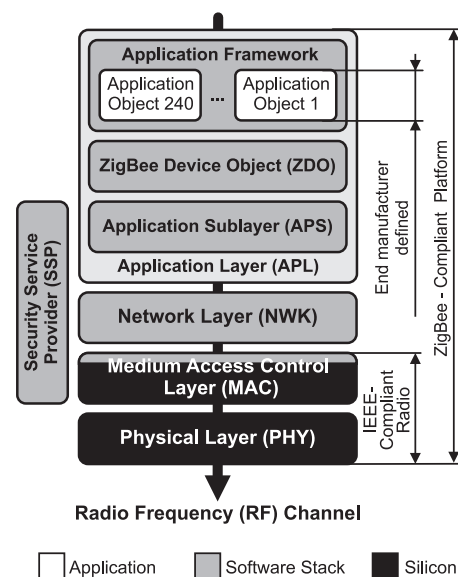 Application Framework
Application
Object 240
...
Application
Object 1
ZigBee Device Object (ZDO)
Application Sublayer (APS)
Application Layer (APL)
Security Service
Provider (SSP)
Network Layer (NWK)
Medium Access Control
Layer (MAC)
Physical Layer (PHY)
End manufacturer
defined
IEEE-
Compliant
Radio
ZigBee - Compliant Platform
Radio Frequency (RF) Channel
Application
Software Stack
Silicon